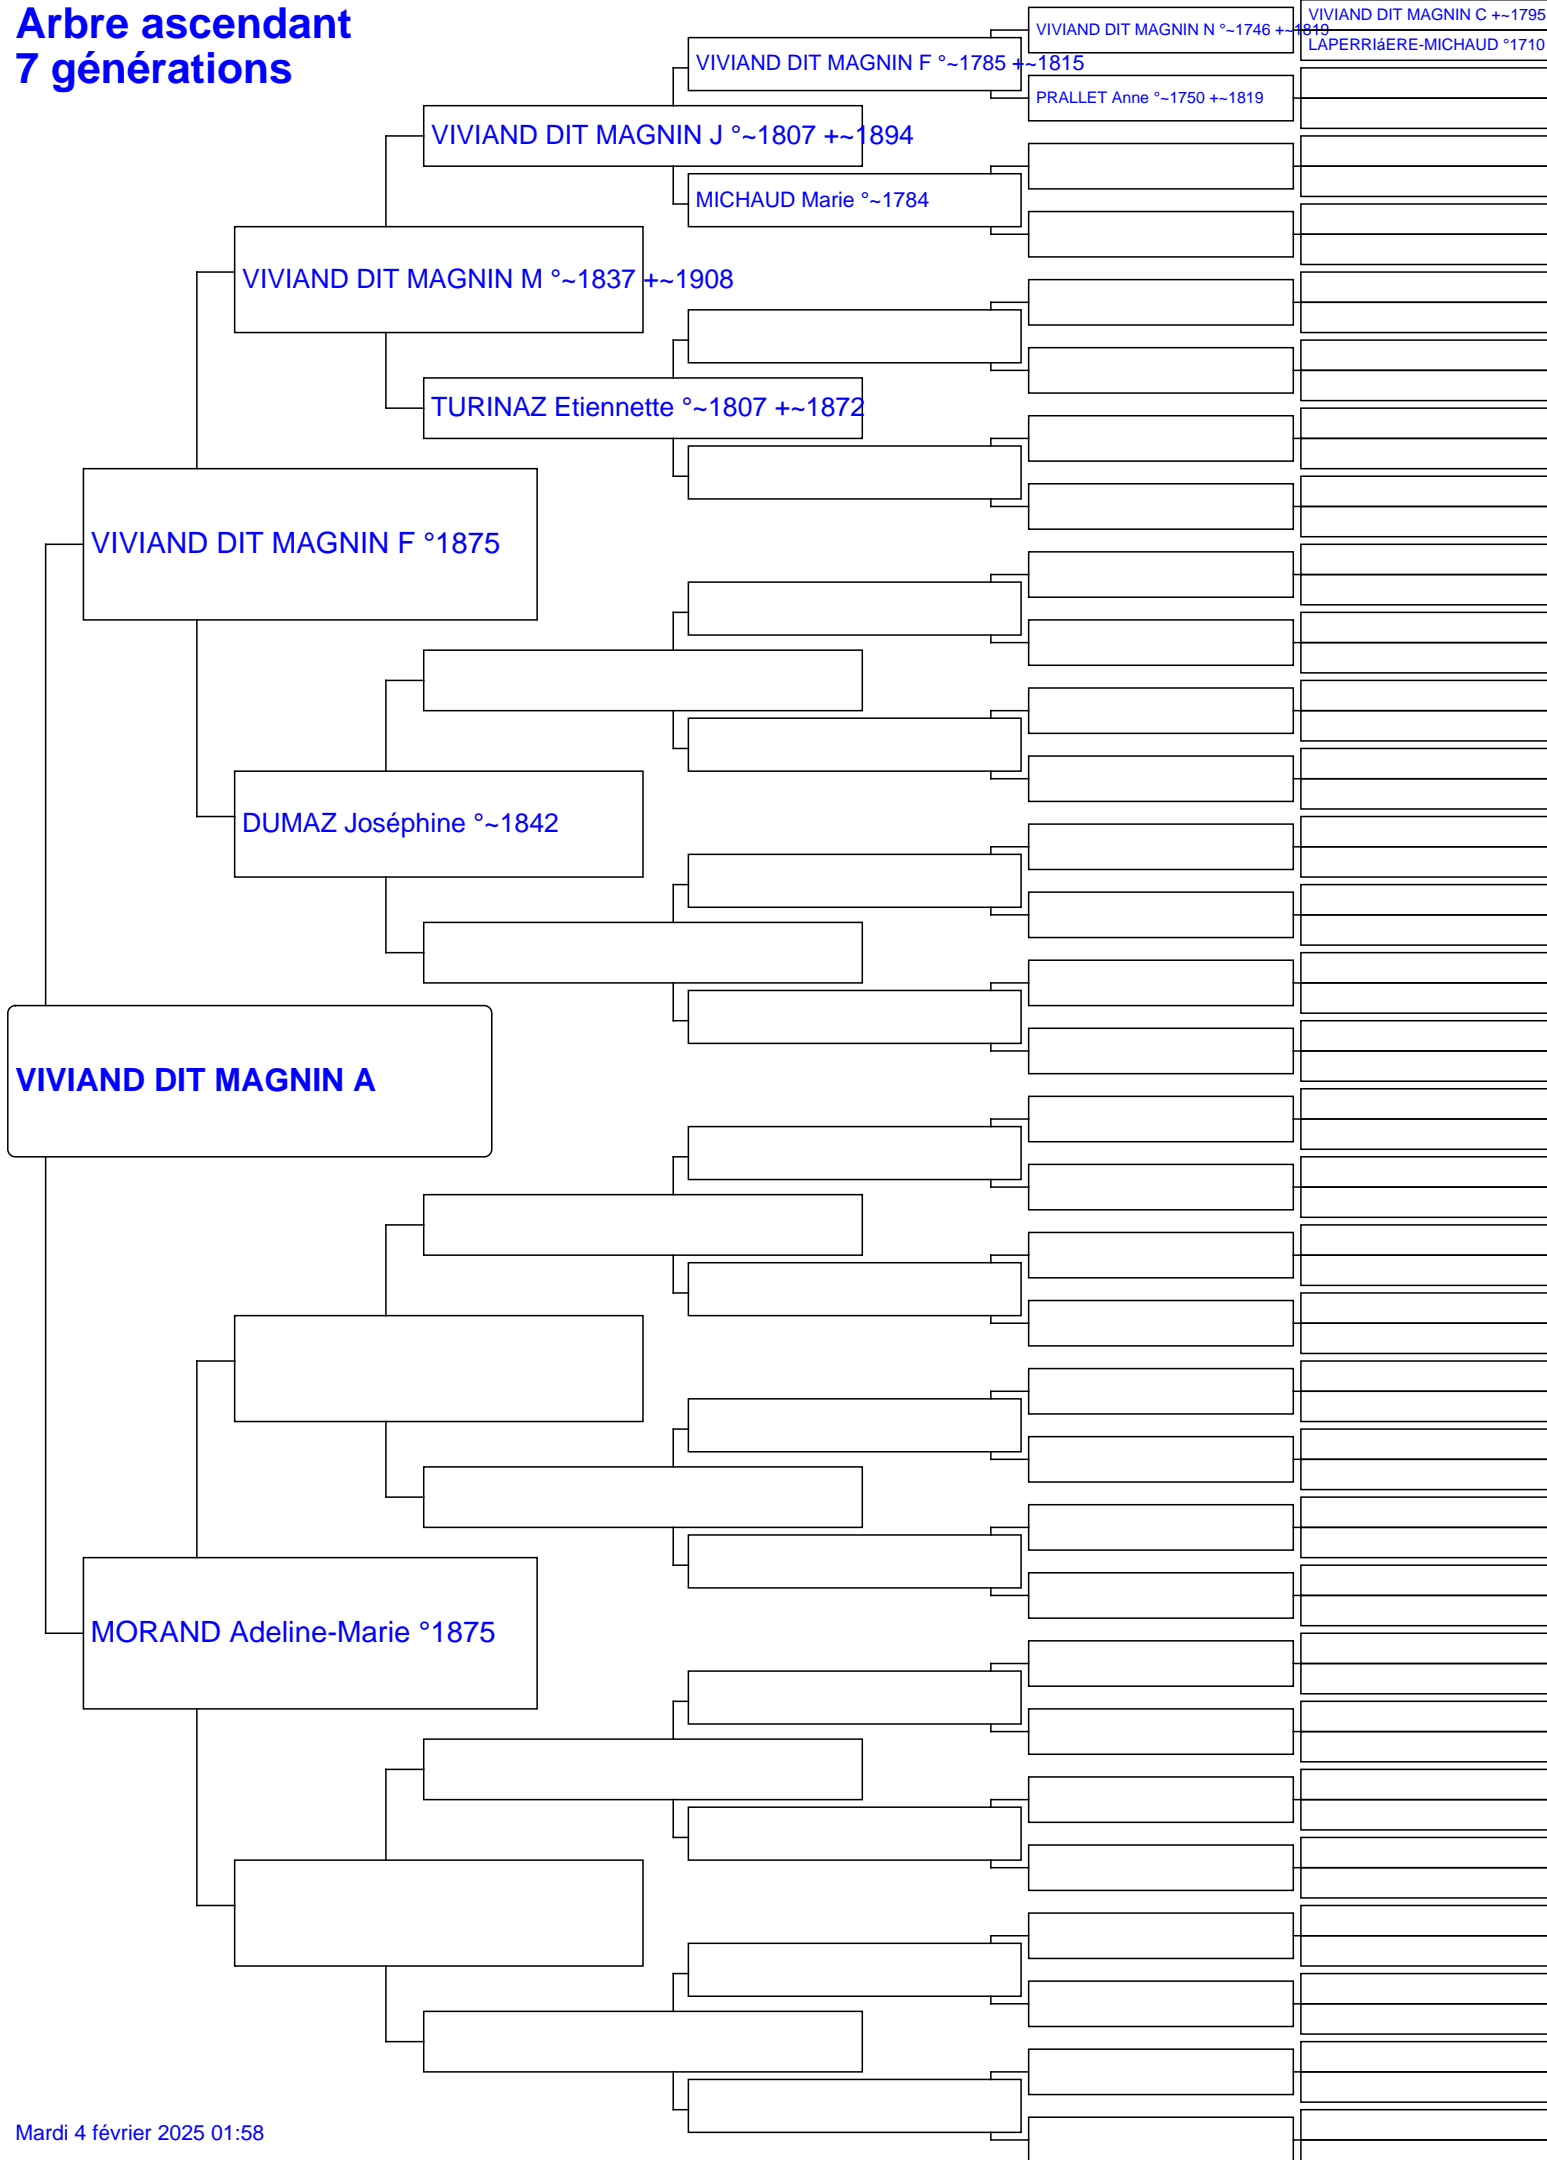 Arbre ascendant
7 générations
VIVIAND DIT MAGNIN C +~1795
LAPERRIáERE-MICHAUD °1710
VIVIAND DIT MAGNIN N °~1746 +~1819
PRALLET Anne °~1750 +~1819
VIVIAND DIT MAGNIN F °~1785 +~1815
MICHAUD Marie °~1784
VIVIAND DIT MAGNIN J °~1807 +~1894
VIVIAND DIT MAGNIN M °~1837 +~1908
TURINAZ Etiennette °~1807 +~1872
VIVIAND DIT MAGNIN F °1875
DUMAZ Joséphine °~1842
VIVIAND DIT MAGNIN A
MORAND Adeline-Marie °1875
Mardi 4 février 2025 01:58